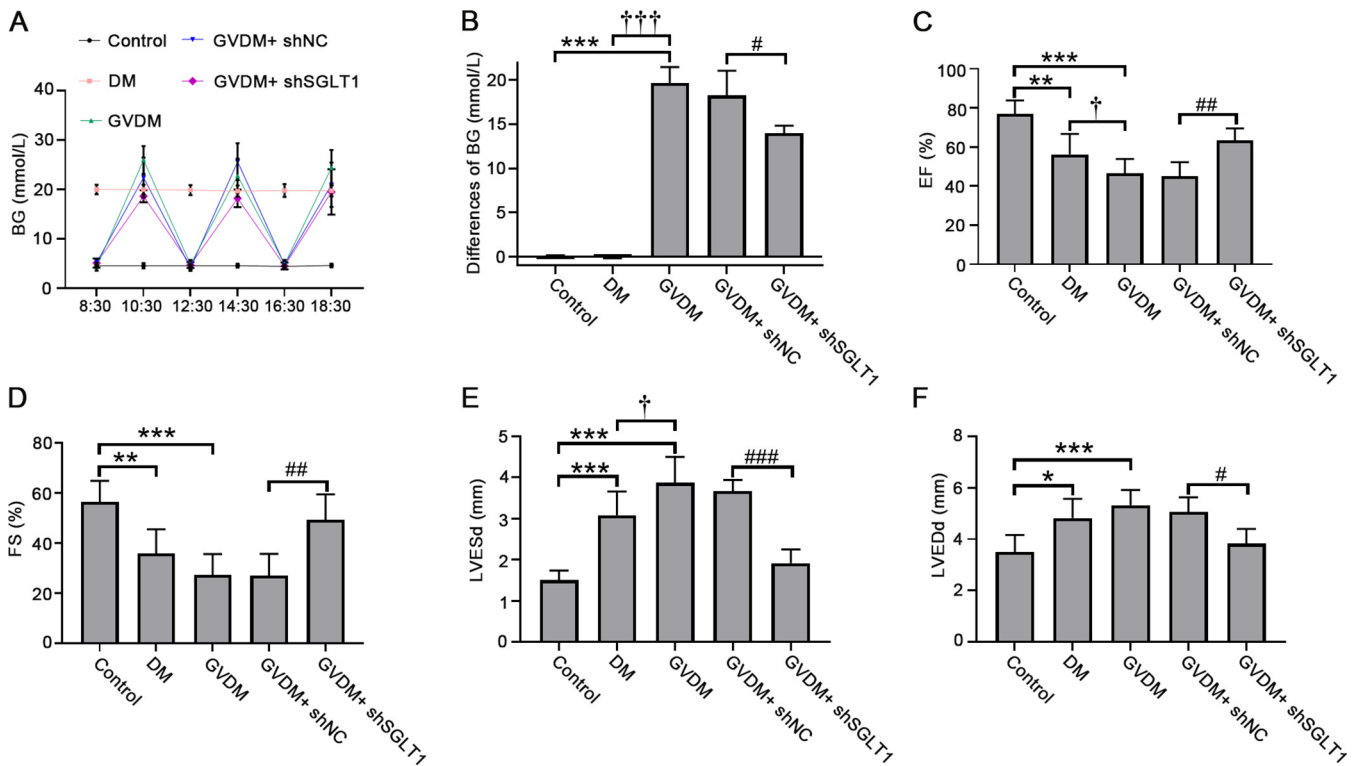 A
Control
GVDM+ shNC
DM
GVDM+ shSGLT1
GVDM
BG (mmol/L)
40
30
20
10
0
8:30 10:30 12:30 14:30 16:30 18:30
B
†††
***
#
Differences of BG (mmol/L)
20
15
10
5
0
Control
DM
GVDM
GVDM+ shNC
GVDM+ shSGLT1
C
***
**
†
##
EF (%)
100
80
60
40
20
0
Control
DM
GVDM
GVDM+ shNC
GVDM+ shSGLT1
D
***
**
##
FS (%)
80
60
40
20
0
Control
DM
GVDM
GVDM+ shNC
GVDM+ shSGLT1
E
†
***
***
###
LVESd (mm)
5
4
3
2
1
0
Control
DM
GVDM
GVDM+ shNC
GVDM+ shSGLT1
F
***
*
#
LVEDd (mm)
8
6
4
2
0
Control
DM
GVDM
GVDM+ shNC
GVDM+ shSGLT1